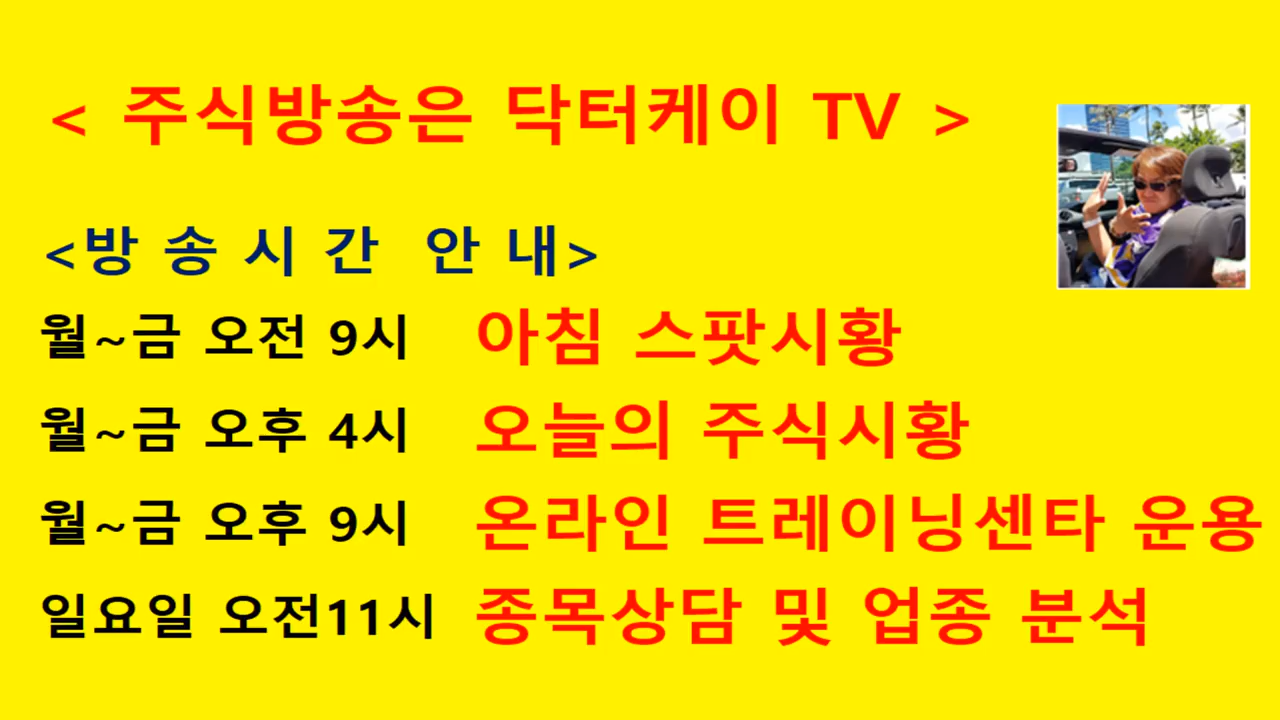 < 주식방송은 닥터케이 TV >
<방 송 시 간 안 내>
월~금 오전 9시 아침 스팟시황
월~금 오후 4시 오늘의 주식시황
월~금 오후 9시 온라인 트레이닝센타 운용
일요일 오전11시 종목상담 및 업종 분석